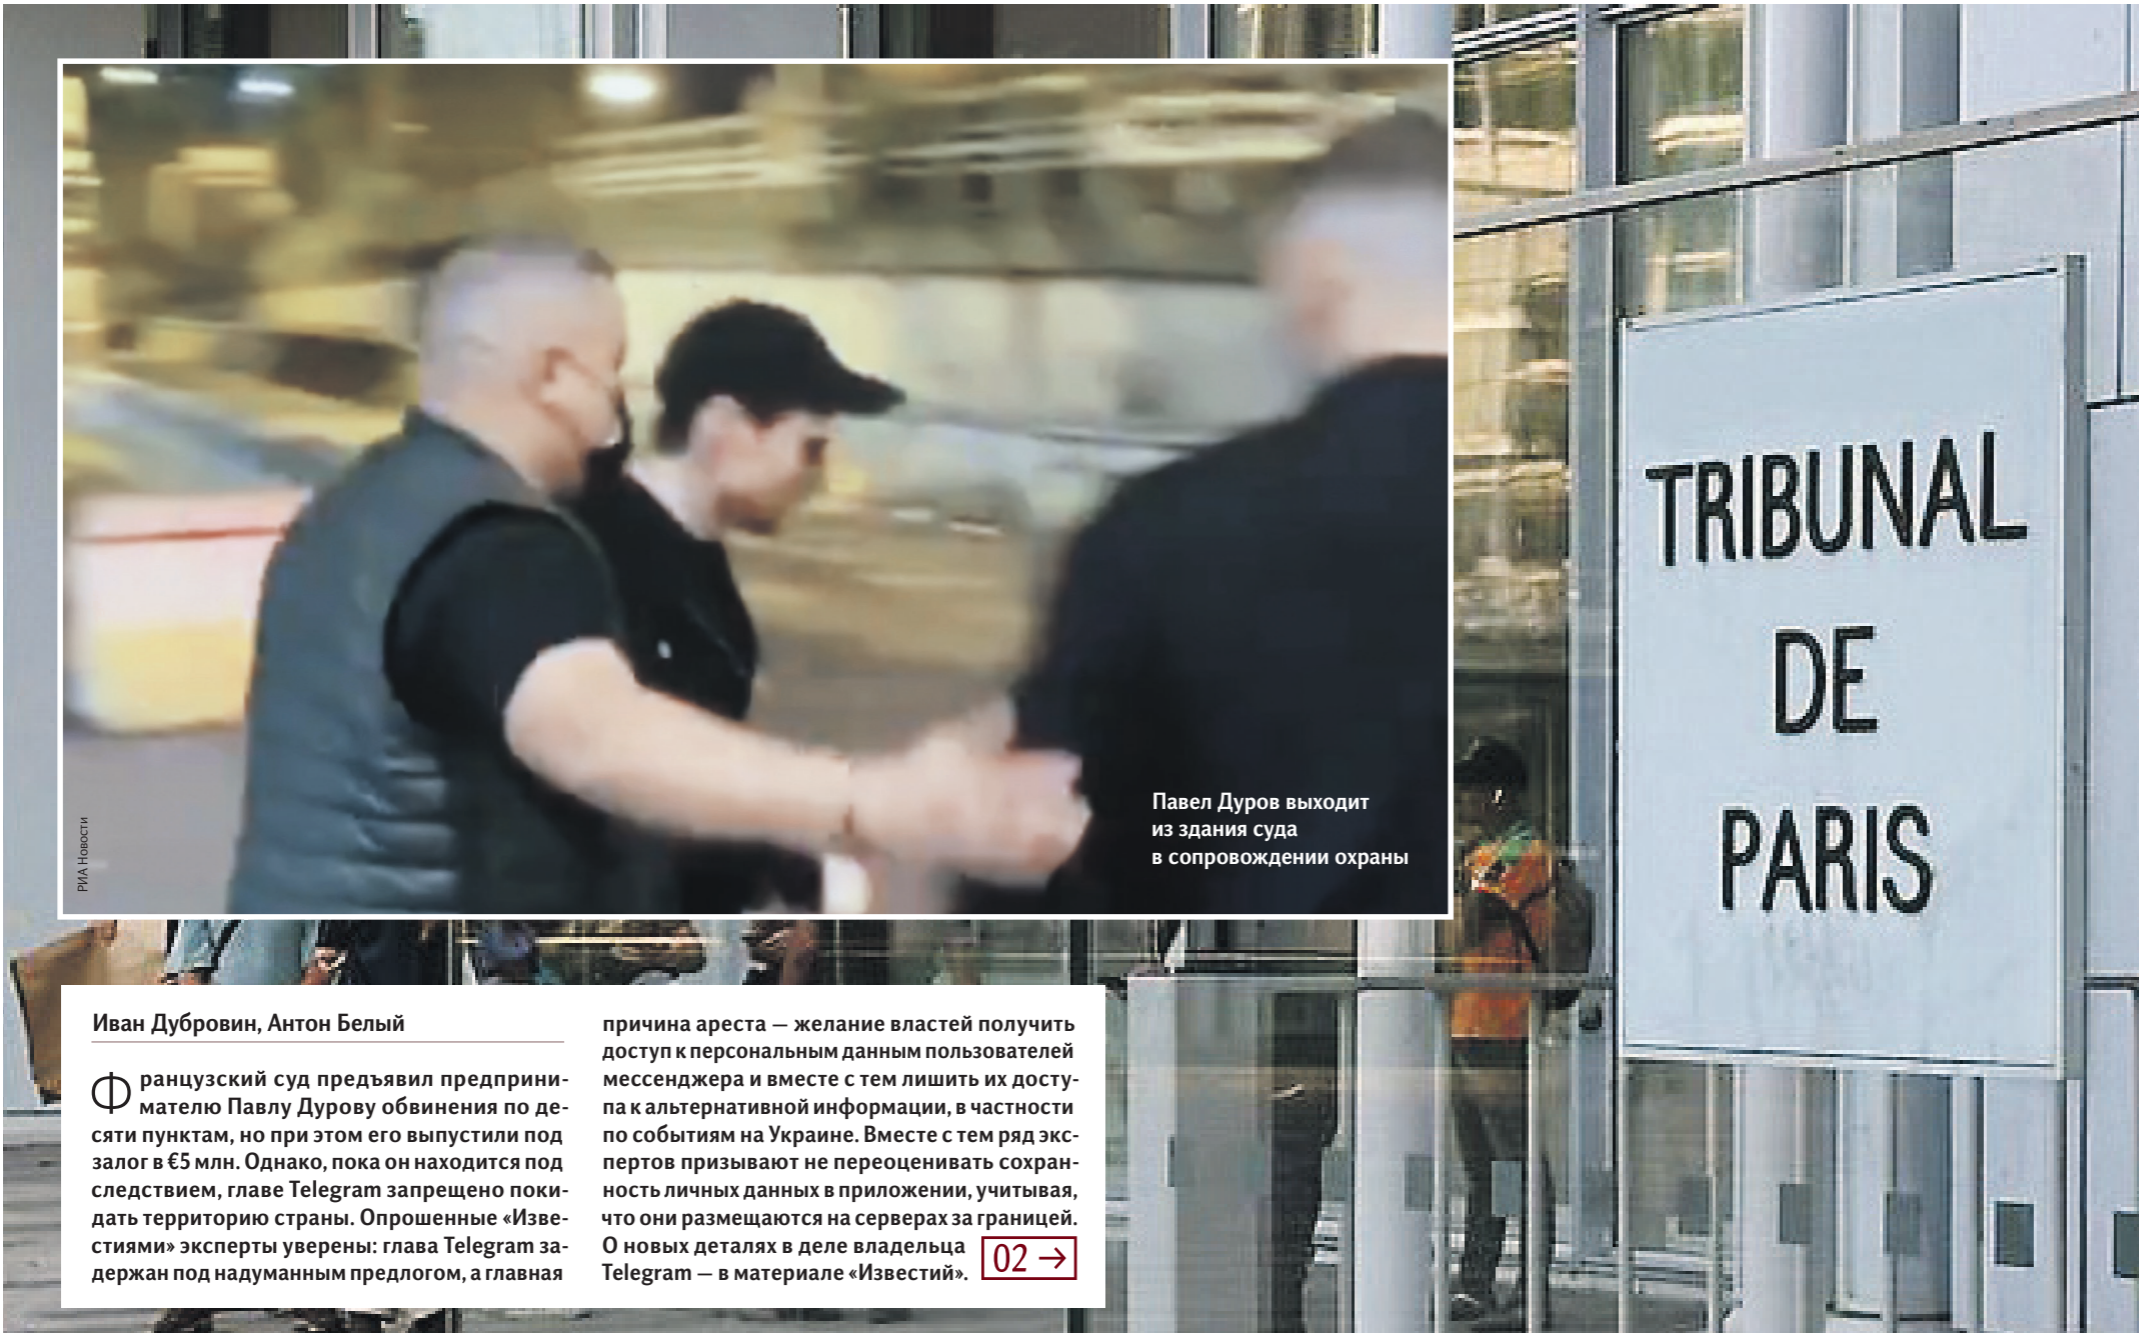 РИА Новости
Павел Дуров выходит
из здания суда
в сопровождении охраны
TRIBUNAL
DE
PARIS
Иван Дубровин, Антон Белый
Французский суд предъявил предприни-
мателю Павлу Дурову обвинения по де-
сяти пунктам, но при этом его выпустили под
залог в €5 млн. Однако, пока он находится под
следствием, главе Telegram запрещено поки-
дать территорию страны. Опрошенные «Изве-
стиями» эксперты уверены: глава Telegram за-
держан под надуманным предлогом, а главная
причина ареста — желание властей получить
доступ к персональным данным пользователей
мессенджера и вместе с тем лишить их досту-
па к альтернативной информации, в частности
по событиям на Украине. Вместе с тем ряд экс-
пертов призывают не переоценивать сохран-
ность личных данных в приложении, учитывая,
что они размещаются на серверах за границей.
О новых деталях в деле владельца
Telegram — в материале «Известий».
02 →